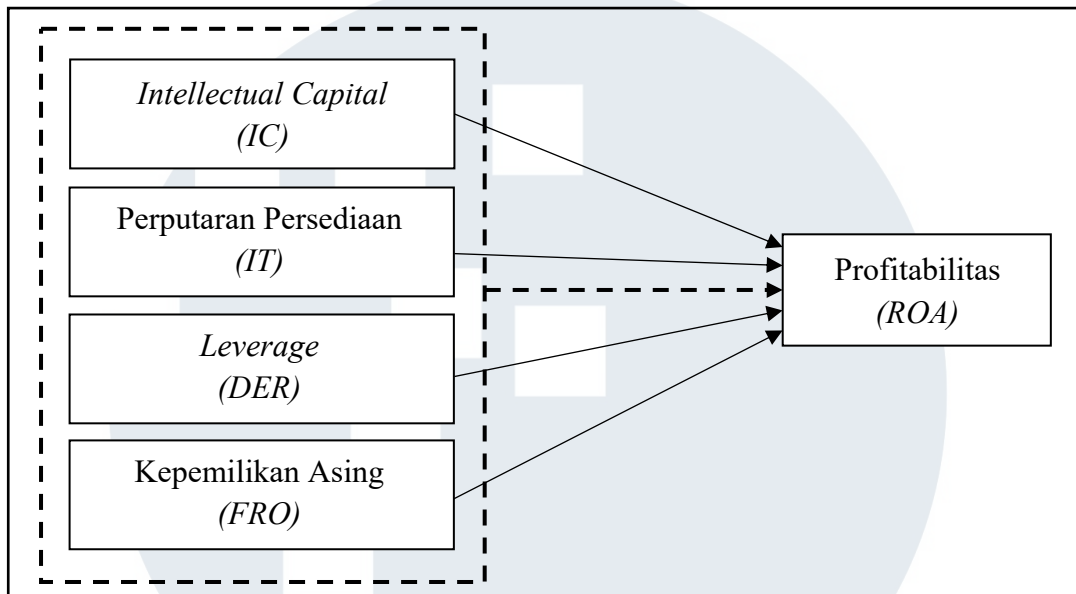 Intellectual Capital
(IC)
Perputaran Persediaan
(IT)
Leverage
(DER)
Kepemilikan Asing
(FRO)
Profitabilitas
(ROA)